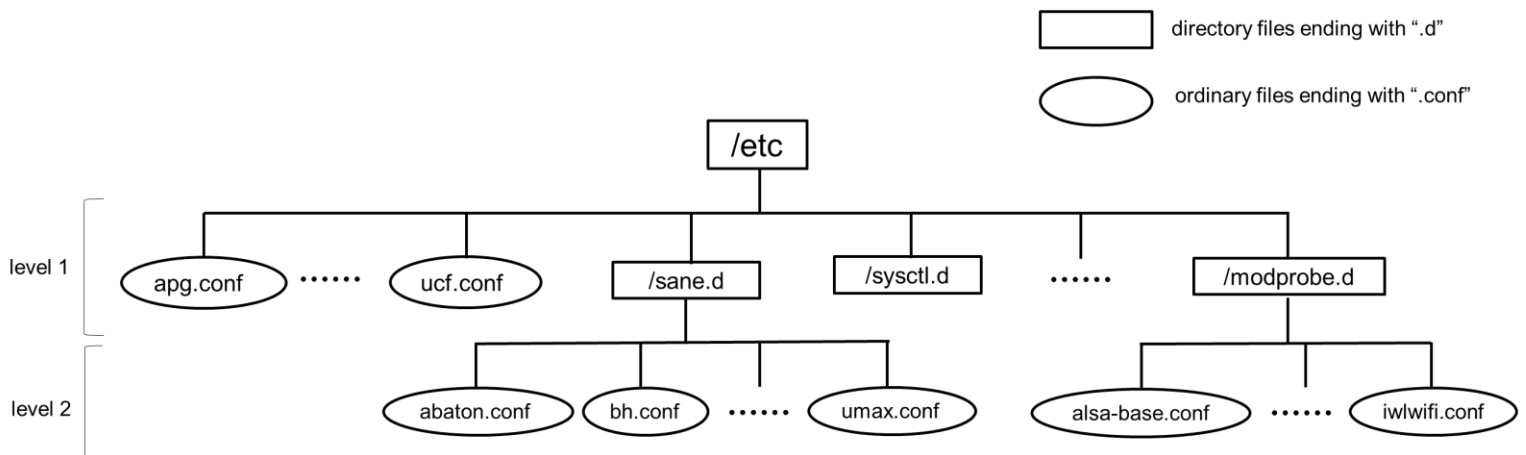 directory files ending with “.d”
ordinary files ending with “.conf”
/etc
level 1
apg.conf
......
ucf.conf
/sane.d
/sysctl.d
......
/modprobe.d
level 2
abaton.conf
bh.conf
......
umax.conf
alsa-base.conf
......
iwlwifi.conf